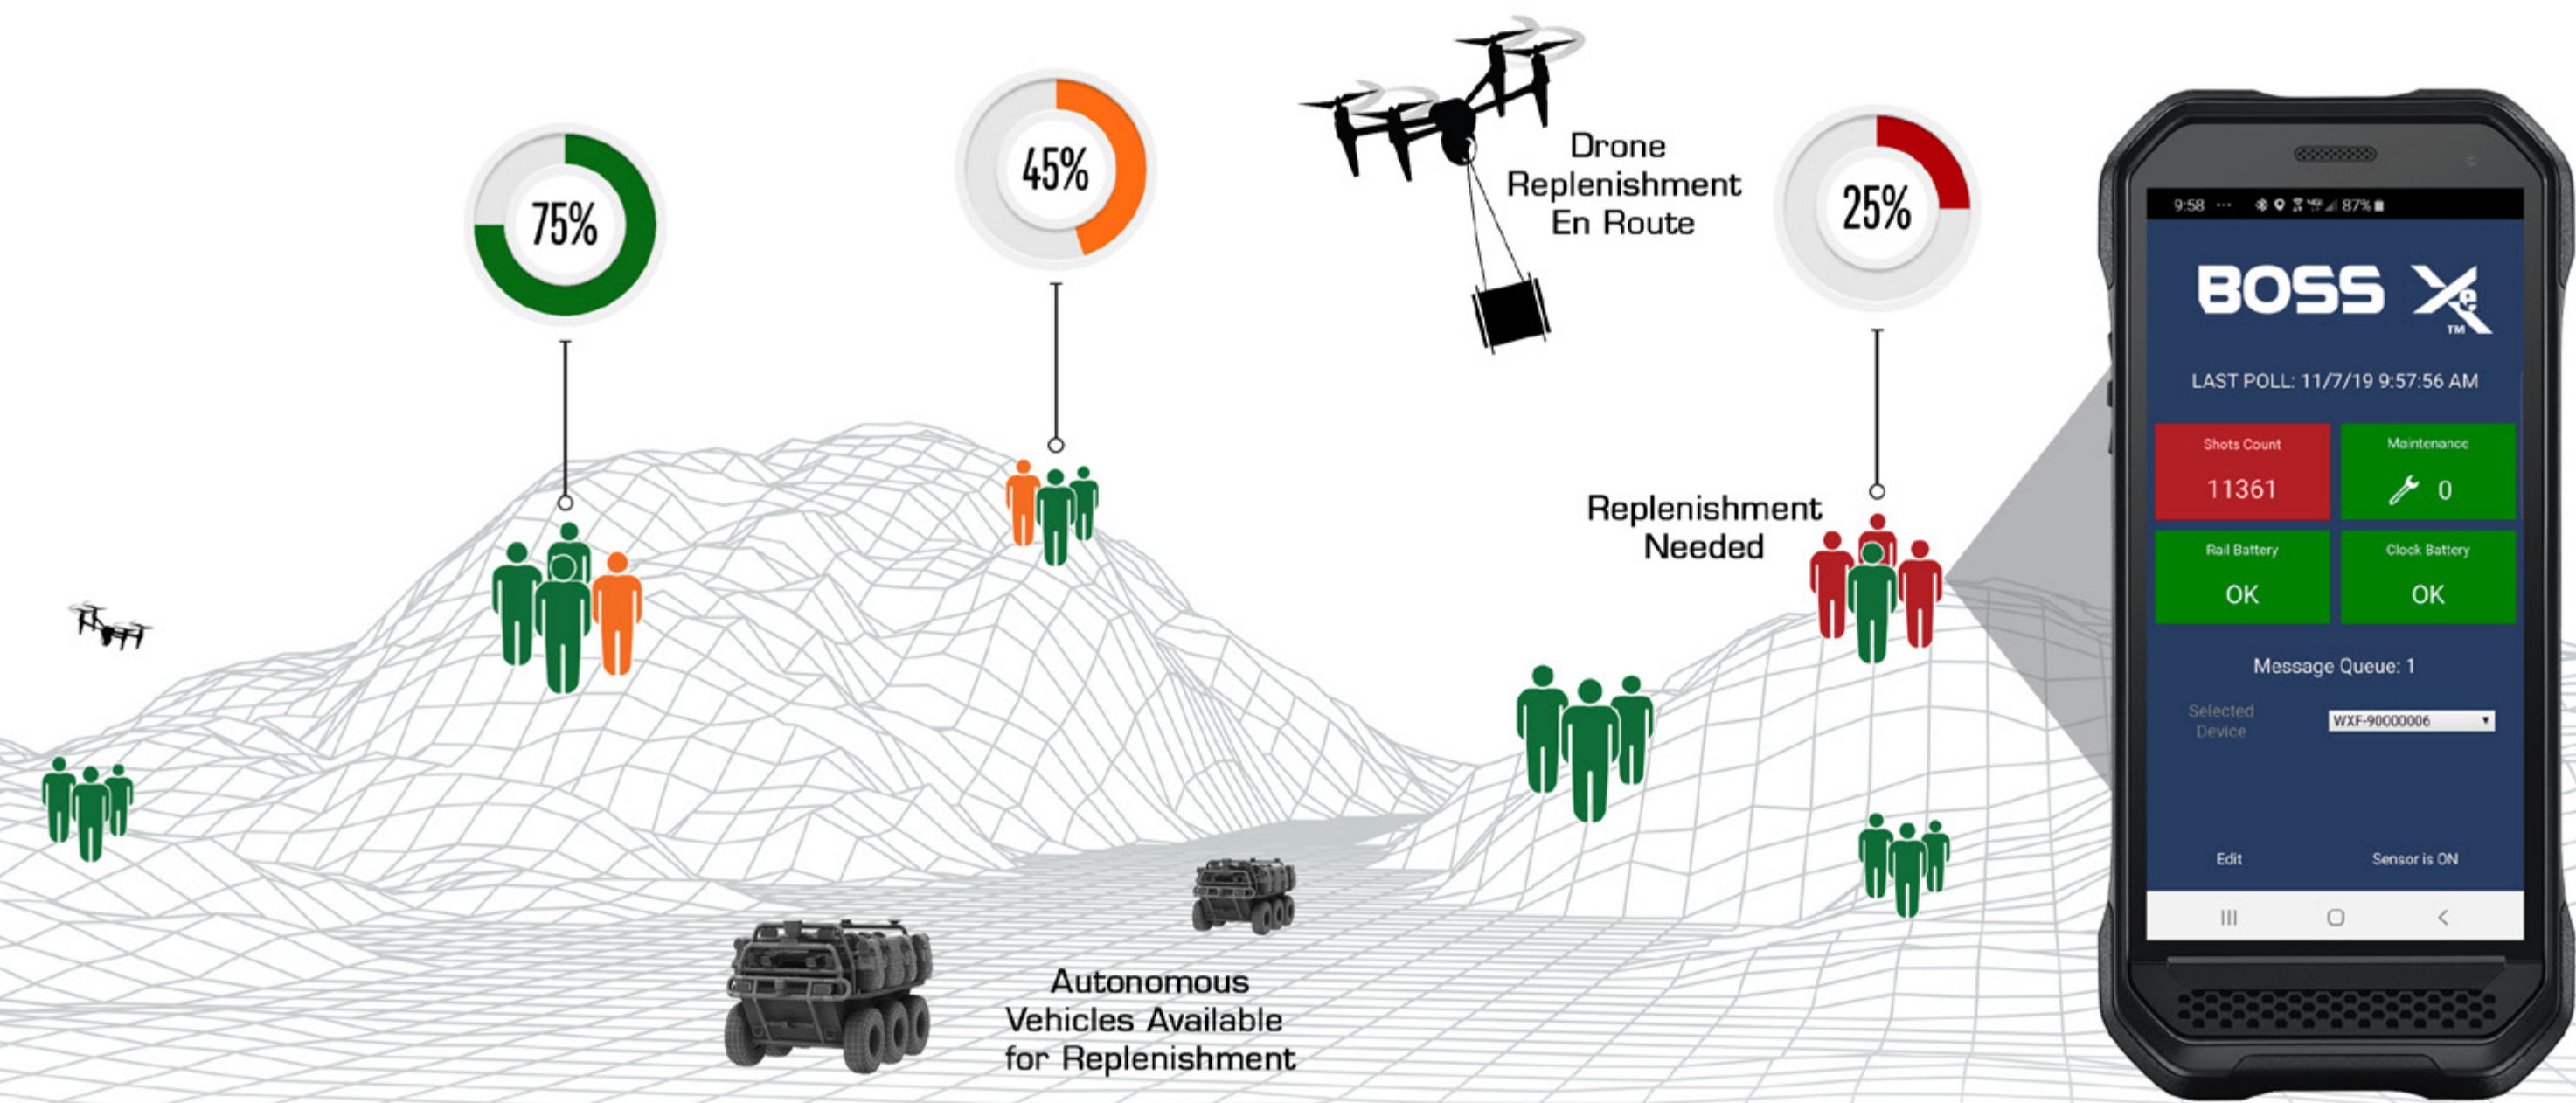 75%
45%
Drone
Replenishment
En Route
25%
Replenishment
Needed
Autonomous
Vehicles Available
for Replenishment
9:58 ··· 87%
BOSS Xe
TM
LAST POLL: 11/7/19 9:57:56 AM
Shots Count
11361
Maintenance
0
Rail Battery
OK
Clock Battery
OK
Message Queue: 1
Selected
Device
WXF-90000006
Edit
Sensor is ON